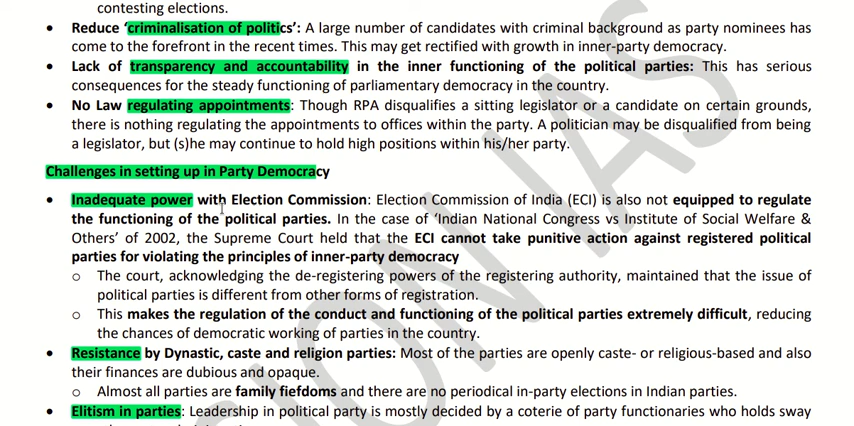 contesting elections.
• Reduce ‘criminalisation of politics’: A large number of candidates with criminal background as party nominees has
come to the forefront in the recent times. This may get rectified with growth in inner-party democracy.
• Lack of transparency and accountability in the inner functioning of the political parties: This has serious
consequences for the steady functioning of parliamentary democracy in the country.
• No Law regulating appointments: Though RPA disqualifies a sitting legislator or a candidate on certain grounds,
there is nothing regulating the appointments to offices within the party. A politician may be disqualified from being
a legislator, but (s)he may continue to hold high positions within his/her party.
Challenges in setting up in Party Democracy
• Inadequate power with Election Commission: Election Commission of India (ECI) is also not equipped to regulate
the functioning of the political parties. In the case of ‘Indian National Congress vs Institute of Social Welfare &
Others’ of 2002, the Supreme Court held that the ECI cannot take punitive action against registered political
parties for violating the principles of inner-party democracy
o The court, acknowledging the de-registering powers of the registering authority, maintained that the issue of
political parties is different from other forms of registration.
o This makes the regulation of the conduct and functioning of the political parties extremely difficult, reducing
the chances of democratic working of parties in the country.
• Resistance by Dynastic, caste and religion parties: Most of the parties are openly caste- or religious-based and also
their finances are dubious and opaque.
o Almost all parties are family fiefdoms and there are no periodical in-party elections in Indian parties.
• Elitism in parties: Leadership in political party is mostly decided by a coterie of party functionaries who holds sway
SION IAS